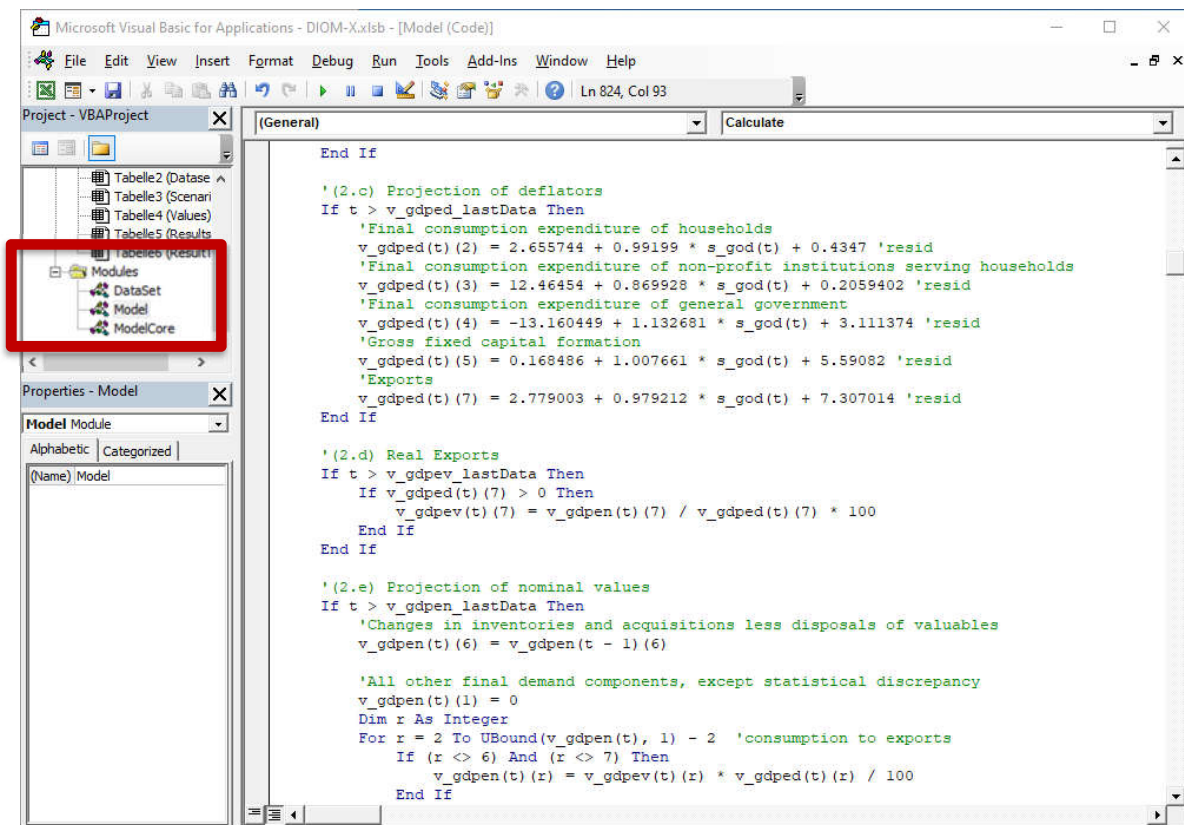 Microsoft Visual Basic for Applications - DIOM-X.xlsb - [Model (Code)]
File Edit View Insert Format Debug Run Tools Add-Ins Window Help
Ln 824, Col 93
Project - VBAProject
Tabelle2 (Datase
Tabelle3 (Scenari
Tabelle4 (Values)
Tabelle5 (Results
Tabelle6 (Result
Modules
DataSet
Model
ModelCore
Properties - Model
Model Module
Alphabetic Categorized
(Name) Model
(General) Calculate
End If
'(2.c) Projection of deflators
If t > v_gdped_lastData Then
'Final consumption expenditure of households
v_gdped(t)(2) = 2.655744 + 0.99199 * s_god(t) + 0.4347 'resid
'Final consumption expenditure of non-profit institutions serving households
v_gdped(t)(3) = 12.46454 + 0.869928 * s_god(t) + 0.2059402 'resid
'Final consumption expenditure of general government
v_gdped(t)(4) = -13.160449 + 1.132681 * s_god(t) + 3.111374 'resid
'Gross fixed capital formation
v_gdped(t)(5) = 0.168486 + 1.007661 * s_god(t) + 5.59082 'resid
'Exports
v_gdped(t)(7) = 2.779003 + 0.979212 * s_god(t) + 7.307014 'resid
End If
'(2.d) Real Exports
If t > v_gdpev_lastData Then
If v_gdped(t)(7) > 0 Then
v_gdpev(t)(7) = v_gdpen(t)(7) / v_gdped(t)(7) * 100
End If
End If
'(2.e) Projection of nominal values
If t > v_gdpen_lastData Then
'Changes in inventories and acquisitions less disposals of valuables
v_gdpen(t)(6) = v_gdpen(t - 1)(6)
'All other final demand components, except statistical discrepancy
v_gdpen(t)(1) = 0
Dim r As Integer
For r = 2 To UBound(v_gdpen(t), 1) - 2 'consumption to exports
If (r <> 6) And (r <> 7) Then
v_gdpen(t)(r) = v_gdpev(t)(r) * v_gdped(t)(r) / 100
End If